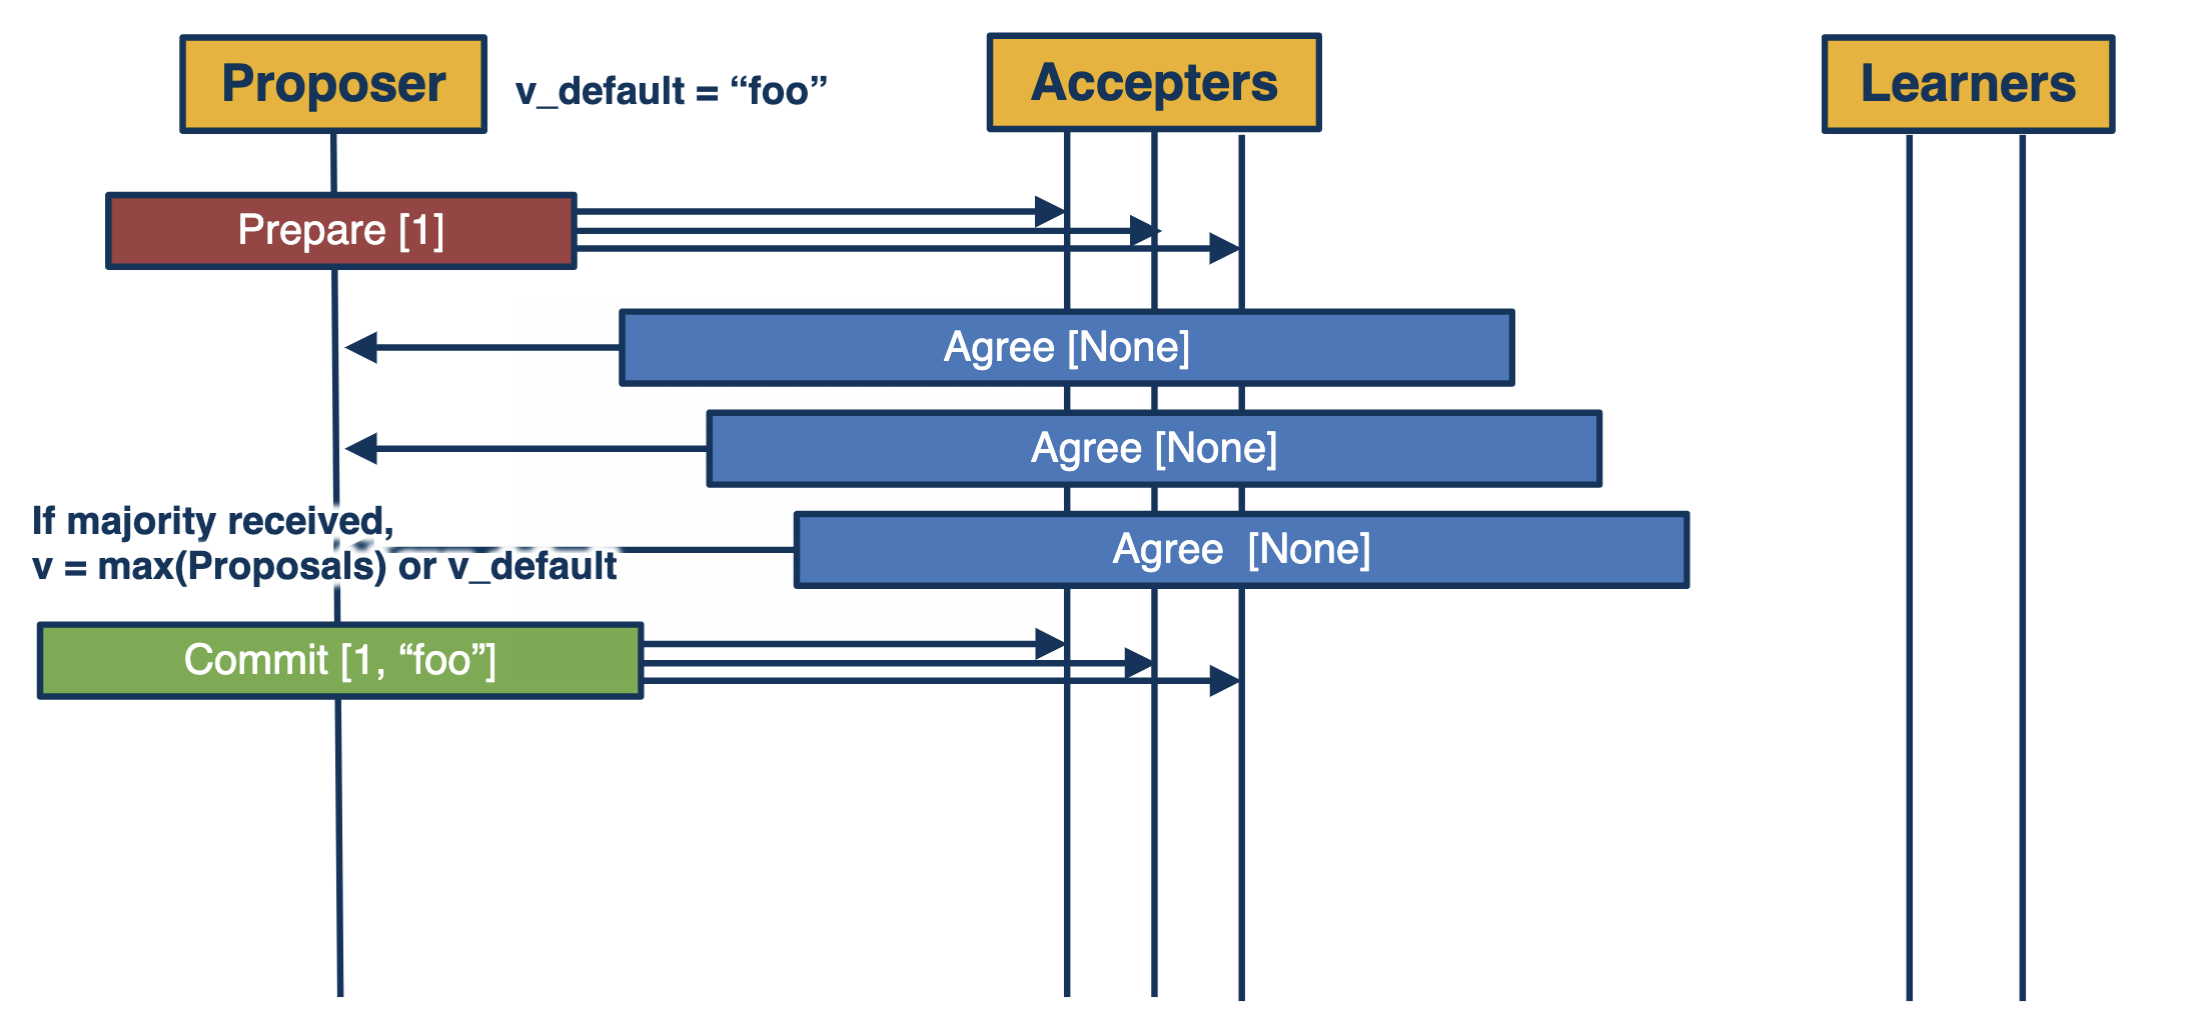 Proposer
v_default = “foo”
Accepters
Learners
Prepare [1]
Agree [None]
Agree [None]
If majority received,
v = max(Proposals) or v_default
Agree  [None]
Commit [1, “foo”]